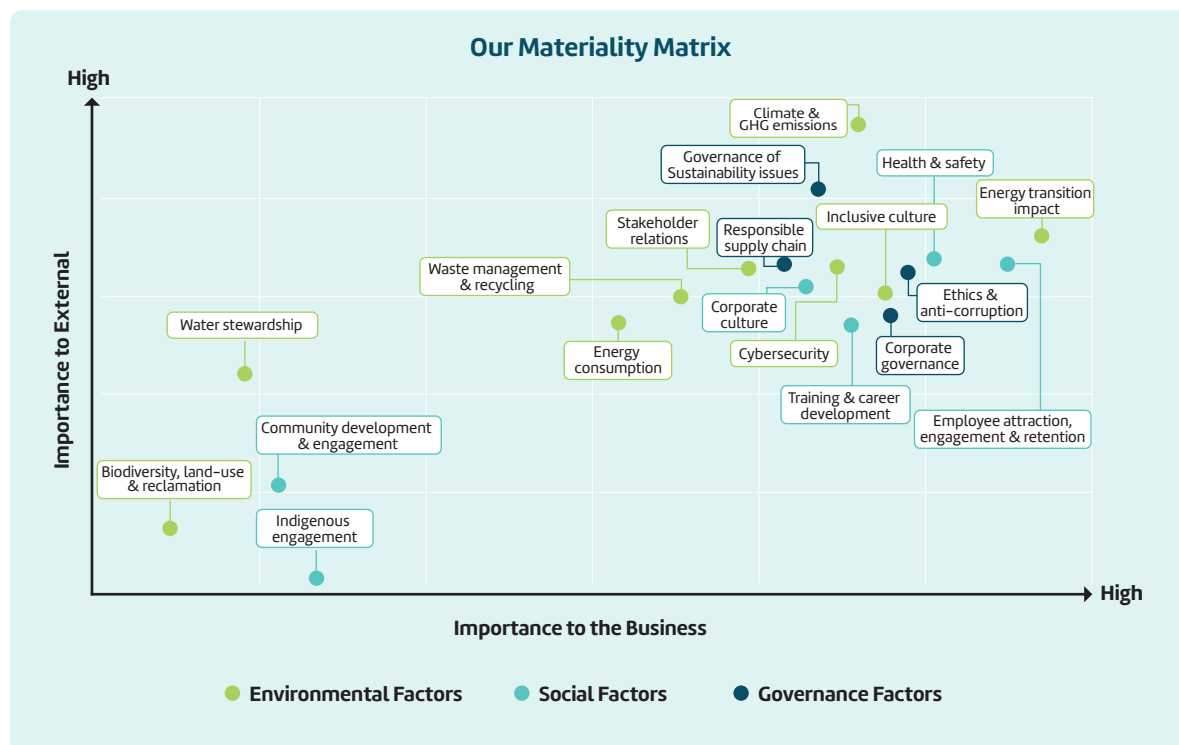 Our Materiality Matrix
High
Climate &
GHG emissions
Governance of
Sustainability issues
Health & safety
Energy transition
impact
Stakeholder
relations
Responsible
supply chain
Inclusive culture
Waste management
& recycling
Corporate
culture
Ethics &
anti-corruption
Water stewardship
Energy
consumption
Cybersecurity
Corporate
governance
Training & career
development
Employee attraction,
engagement & retention
Community development
& engagement
Biodiversity, land-use
& reclamation
Indigenous
engagement
Importance to External
High
Importance to the Business
Environmental Factors
Social Factors
Governance Factors